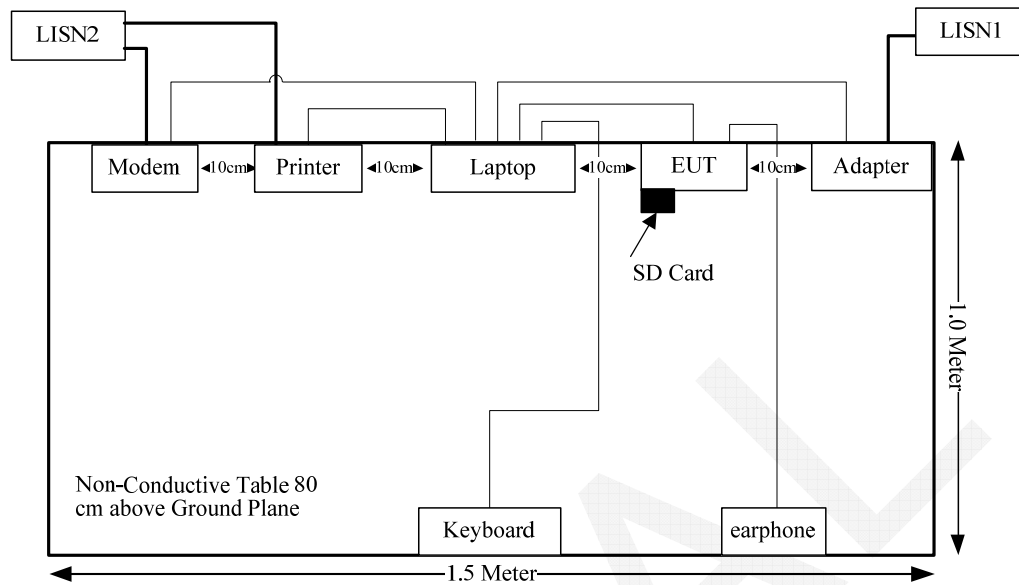 LISN2
LISN1
Modem
10cm
Printer
10cm
Laptop
10cm
EUT
10cm
Adapter
SD Card
1.0 Meter
Non-Conductive Table 80
cm above Ground Plane
Keyboard
earphone
1.5 Meter